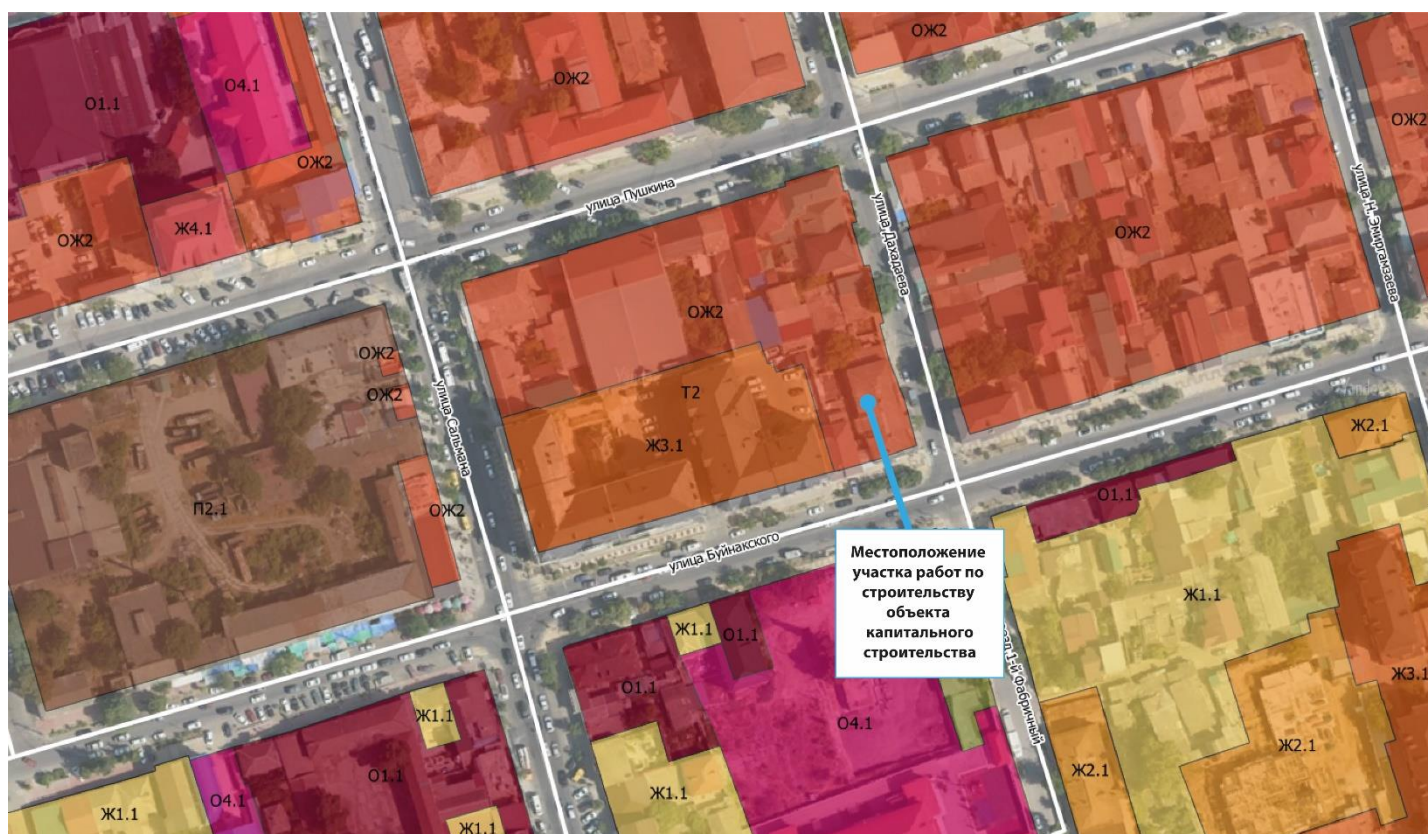 ОЖ2
ОЖ2
О4.1
О1.1
ОЖ2
ОЖ2
ОЖ2
улица Пушкина
улица Дахадаева
улица Н. Эмиргамзаева
Ж4.1
ОЖ2
ОЖ2
ОЖ2
ОЖ2
ОЖ2
Т2
улица Сальмана
Ж3.1
Ж2.1
П2.1
ОЖ2
О1.1
улица Буйнакского
Местоположение
участка работ по
строительству
объекта
капитального
строительства
Ж1.1
Ж1.1
О1.1
О1.1
1-й Фабричный
Ж3.1
Ж1.1
О4.1
Ж2.1
О1.1
Ж2.1
Ж1.1
О4.1
Ж1.1
Ж1.1